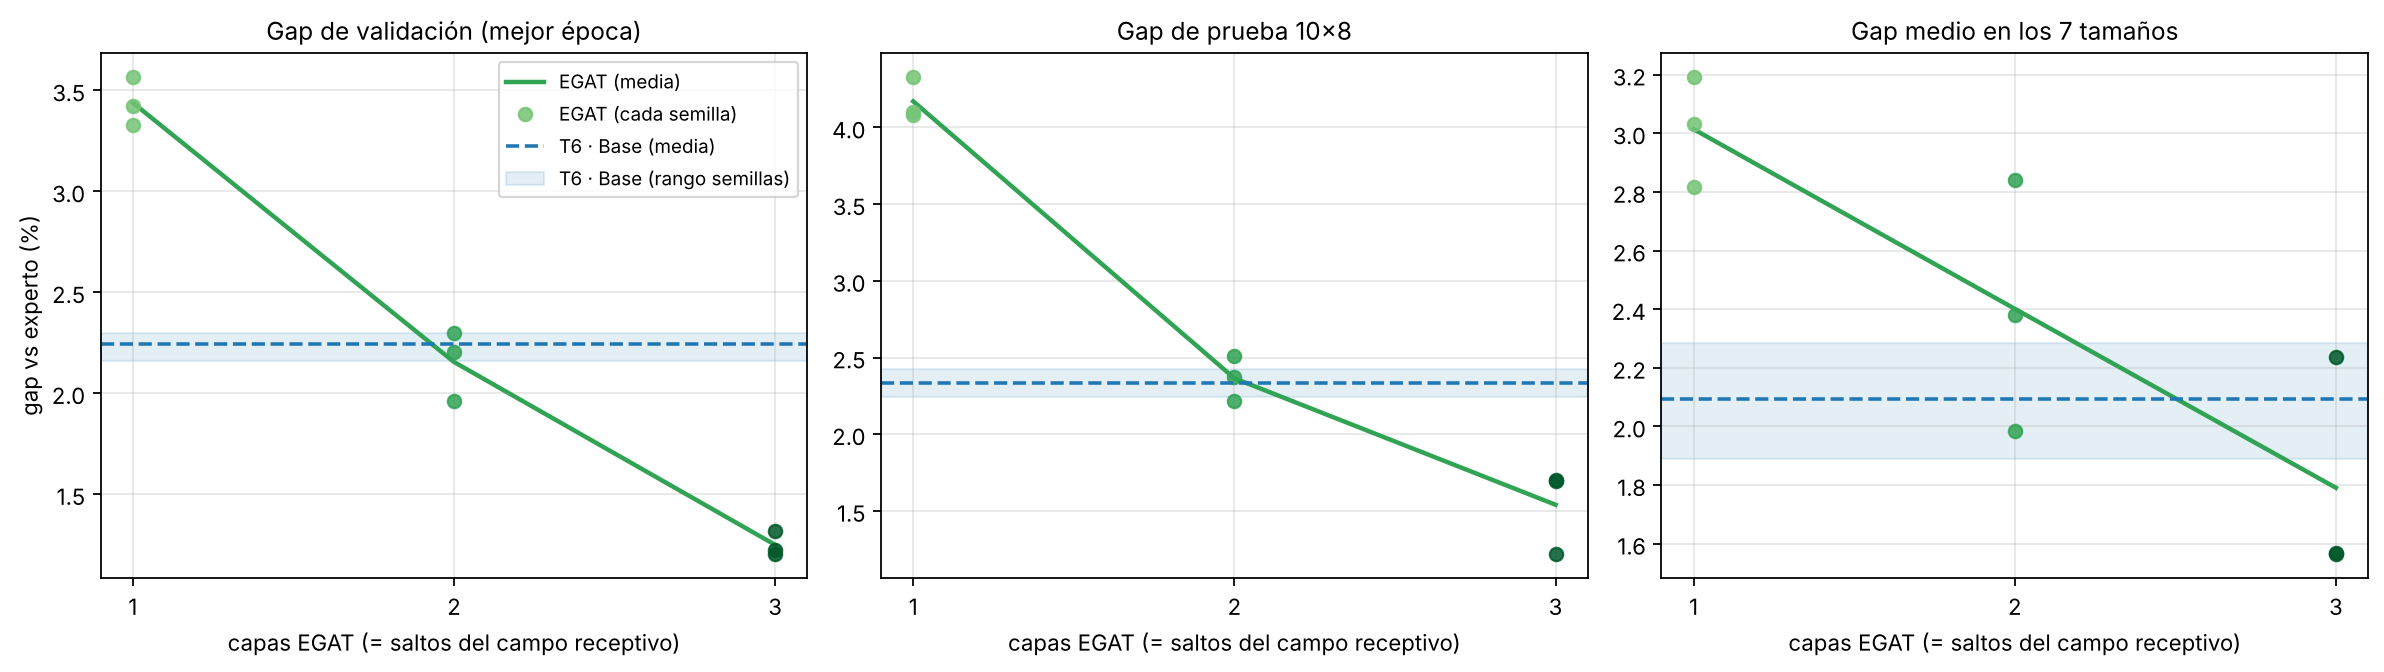 Gap de validación (mejor época)
gap vs experto (%)
3.5
3.0
2.5
2.0
1.5
EGAT (media)
EGAT (cada semilla)
T6 · Base (media)
T6 · Base (rango semillas)
1 2 3
capas EGAT (= saltos del campo receptivo)
Gap de prueba 10×8
4.0
3.5
3.0
2.5
2.0
1.5
1 2 3
capas EGAT (= saltos del campo receptivo)
Gap medio en los 7 tamaños
3.2
3.0
2.8
2.6
2.4
2.2
2.0
1.8
1.6
1 2 3
capas EGAT (= saltos del campo receptivo)